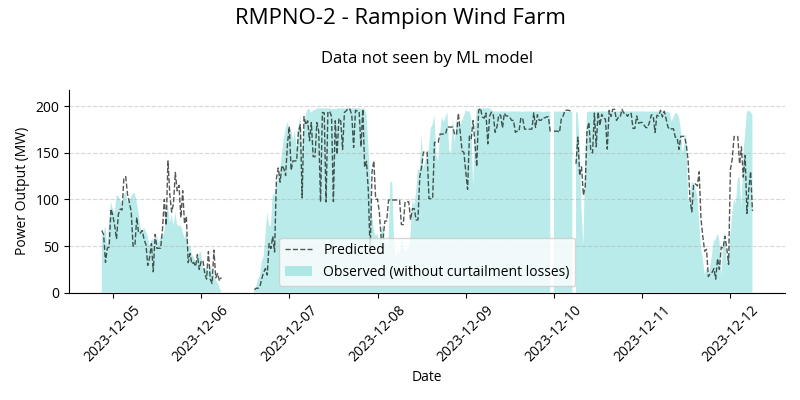 RMPNO-2 - Rampion Wind Farm
Data not seen by ML model
Power Output (MW)
200
150
100
50
0
Predicted
Observed (without curtailment losses)
2023-12-05
2023-12-06
2023-12-07
2023-12-08
2023-12-09
2023-12-10
2023-12-11
2023-12-12
Date